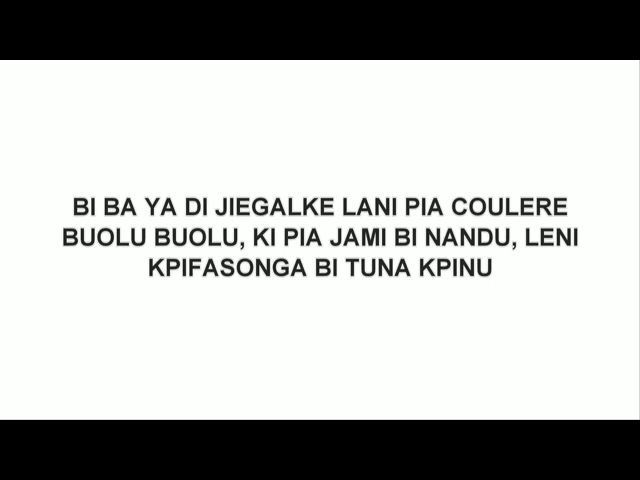 BI BA YA DI JIEGALKE LANI PIA COULERE
BUOLU BUOLU, KI PIA JAMI BI NANDU, LENI
KPIFASONGA BI TUNA KPINU